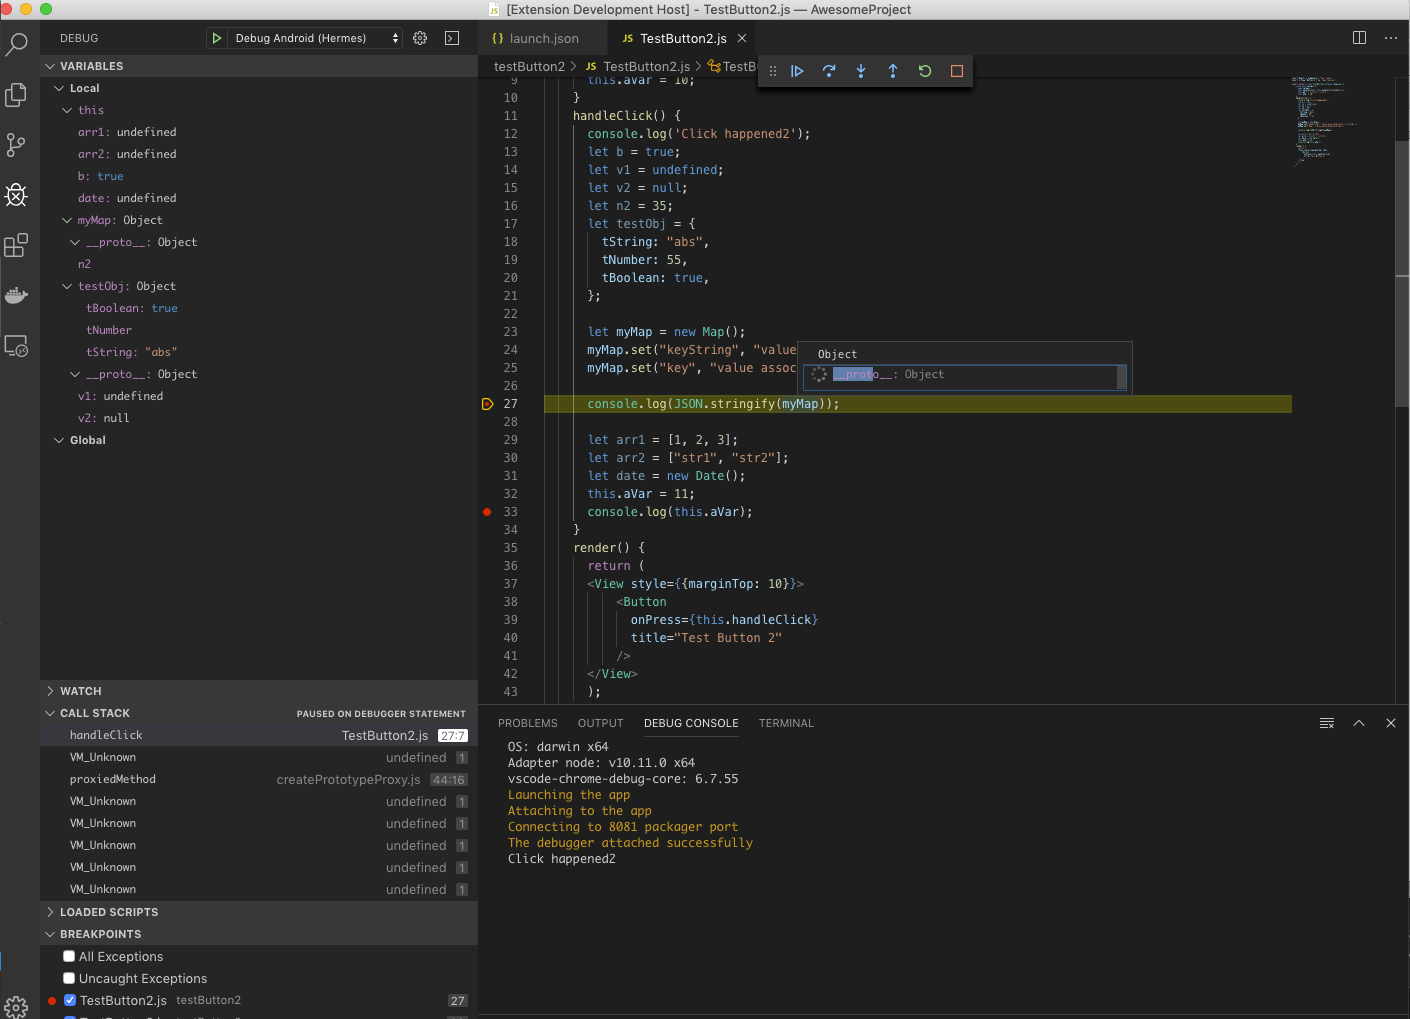 [Extension Development Host] - TestButton2.js — AwesomeProject
DEBUG
Debug Android (Hermes)
{} launch.json
JS TestButton2.js
testButton2 > JS TestButton2.js > TestB
VARIABLES
Local
this
arr1: undefined
arr2: undefined
b: true
date: undefined
myMap: Object
__proto__: Object
n2
testObj: Object
tBoolean: true
tNumber
tString: "abs"
__proto__: Object
v1: undefined
v2: null
Global
9 this.aVar = 10;
10 }
11 handleClick() {
12 console.log('Click happened2');
13 let b = true;
14 let v1 = undefined;
15 let v2 = null;
16 let n2 = 35;
17 let testObj = {
18 tString: "abs",
19 tNumber: 55,
20 tBoolean: true,
21 };
22
23 let myMap = new Map();
24 myMap.set("keyString", "value
25 myMap.set("key", "value assoc
26
Object
__proto__: Object
27 console.log(JSON.stringify(myMap));
28
29 let arr1 = [1, 2, 3];
30 let arr2 = ["str1", "str2"];
31 let date = new Date();
32 this.aVar = 11;
33 console.log(this.aVar);
34 }
35 render() {
36 return (
37 <View style={{marginTop: 10}}>
38 <Button
39 onPress={this.handleClick}
40 title="Test Button 2"
41 />
42 </View>
43 );
WATCH
CALL STACK PAUSED ON DEBUGGER STATEMENT
handleClick TestButton2.js 27:7
VM_Unknown undefined 1
proxiedMethod createPrototypeProxy.js 44:16
VM_Unknown undefined 1
VM_Unknown undefined 1
VM_Unknown undefined 1
VM_Unknown undefined 1
VM_Unknown undefined 1
LOADED SCRIPTS
BREAKPOINTS
All Exceptions
Uncaught Exceptions
TestButton2.js testButton2 27
PROBLEMS OUTPUT DEBUG CONSOLE TERMINAL
OS: darwin x64
Adapter node: v10.11.0 x64
vscode-chrome-debug-core: 6.7.55
Launching the app
Attaching to the app
Connecting to 8081 packager port
The debugger attached successfully
Click happened2